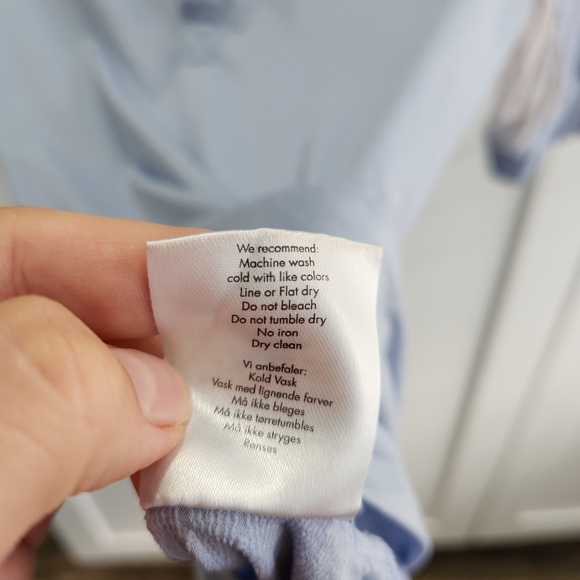 We recommend:
Machine wash
cold with like colors
Line or Flat dry
Do not bleach
Do not tumble dry
No iron
Dry clean
Vi anbefaler:
Kold Vask
Vask med lignende farver
Må ikke bleges
Må ikke tørretumbles
Må ikke stryges
Renses